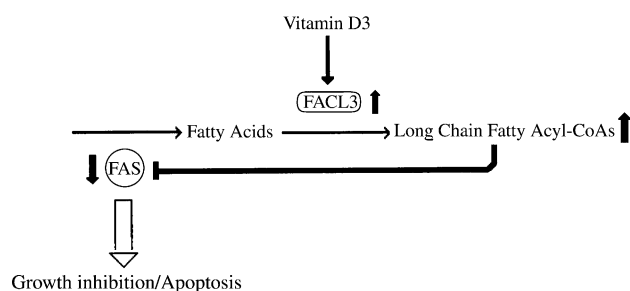 Vitamin D3
FACL3
Fatty Acids
Long Chain Fatty Acyl-CoAs
FAS
Growth inhibition/Apoptosis